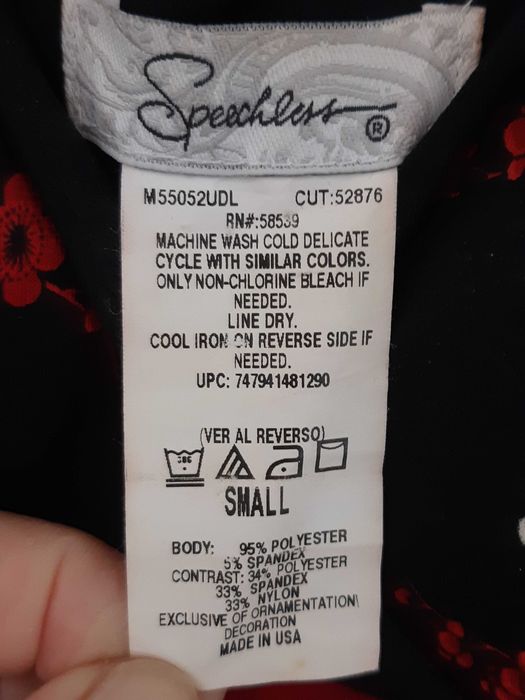 Speechless ®
M55052UDL CUT:52876
RN#:58539
MACHINE WASH COLD DELICATE
CYCLE WITH SIMILAR COLORS.
ONLY NON-CHLORINE BLEACH IF
NEEDED.
LINE DRY.
COOL IRON ON REVERSE SIDE IF
NEEDED.
UPC: 747941481290
(VER AL REVERSO)
SMALL
BODY: 95% POLYESTER
5% SPANDEX
CONTRAST: 34% POLYESTER
33% SPANDEX
33% NYLON
EXCLUSIVE OF ORNAMENTATION\
DECORATION
MADE IN USA